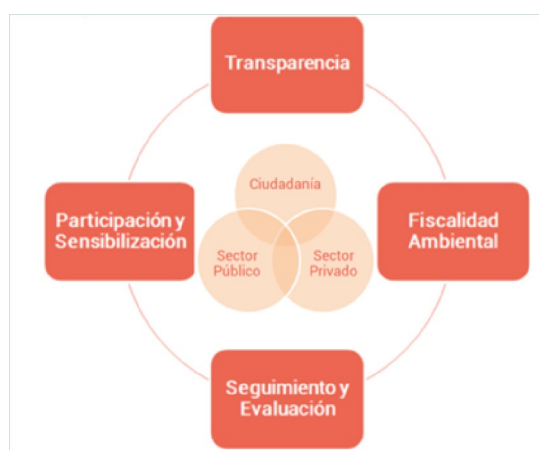 Transparencia
Ciudadanía
Participación y
Sensibilización
Fiscalidad
Ambiental
Sector
Público
Sector
Privado
Seguimiento y
Evaluación